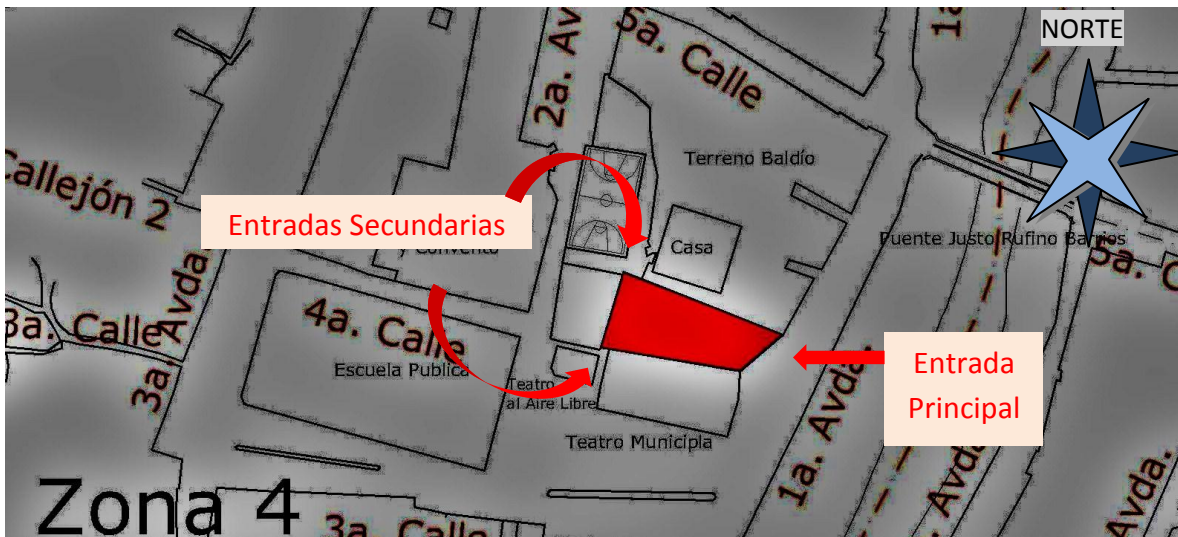 NORTE
1a
5a. Calle
2a. Av
Terreno Baldío
Callejón 2
Entradas Secundarias
y Convento
Casa
Puente Justo Rufino Barrios
5a. C
3a. Calle
3a. Avda.
4a. Calle
Escuela Publica
Entrada
Principal
Teatro
al Aire Libre
Teatro Municipla
1a. Avda.
Avda.
Avda.
Zona 4
3a. Calle